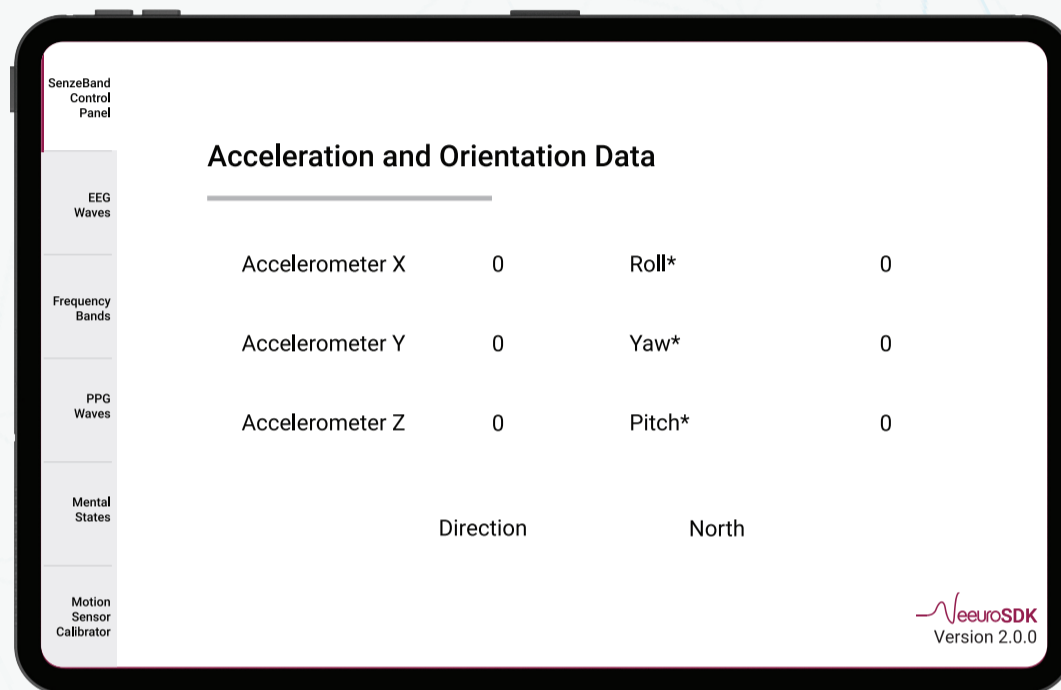 SenzeBand
Control
Panel
EEG
Waves
Frequency
Bands
PPG
Waves
Mental
States
Motion
Sensor
Calibrator
Acceleration and Orientation Data
Accelerometer X 0 Roll* 0
Accelerometer Y 0 Yaw* 0
Accelerometer Z 0 Pitch* 0
Direction North
NeeuroSDK
Version 2.0.0